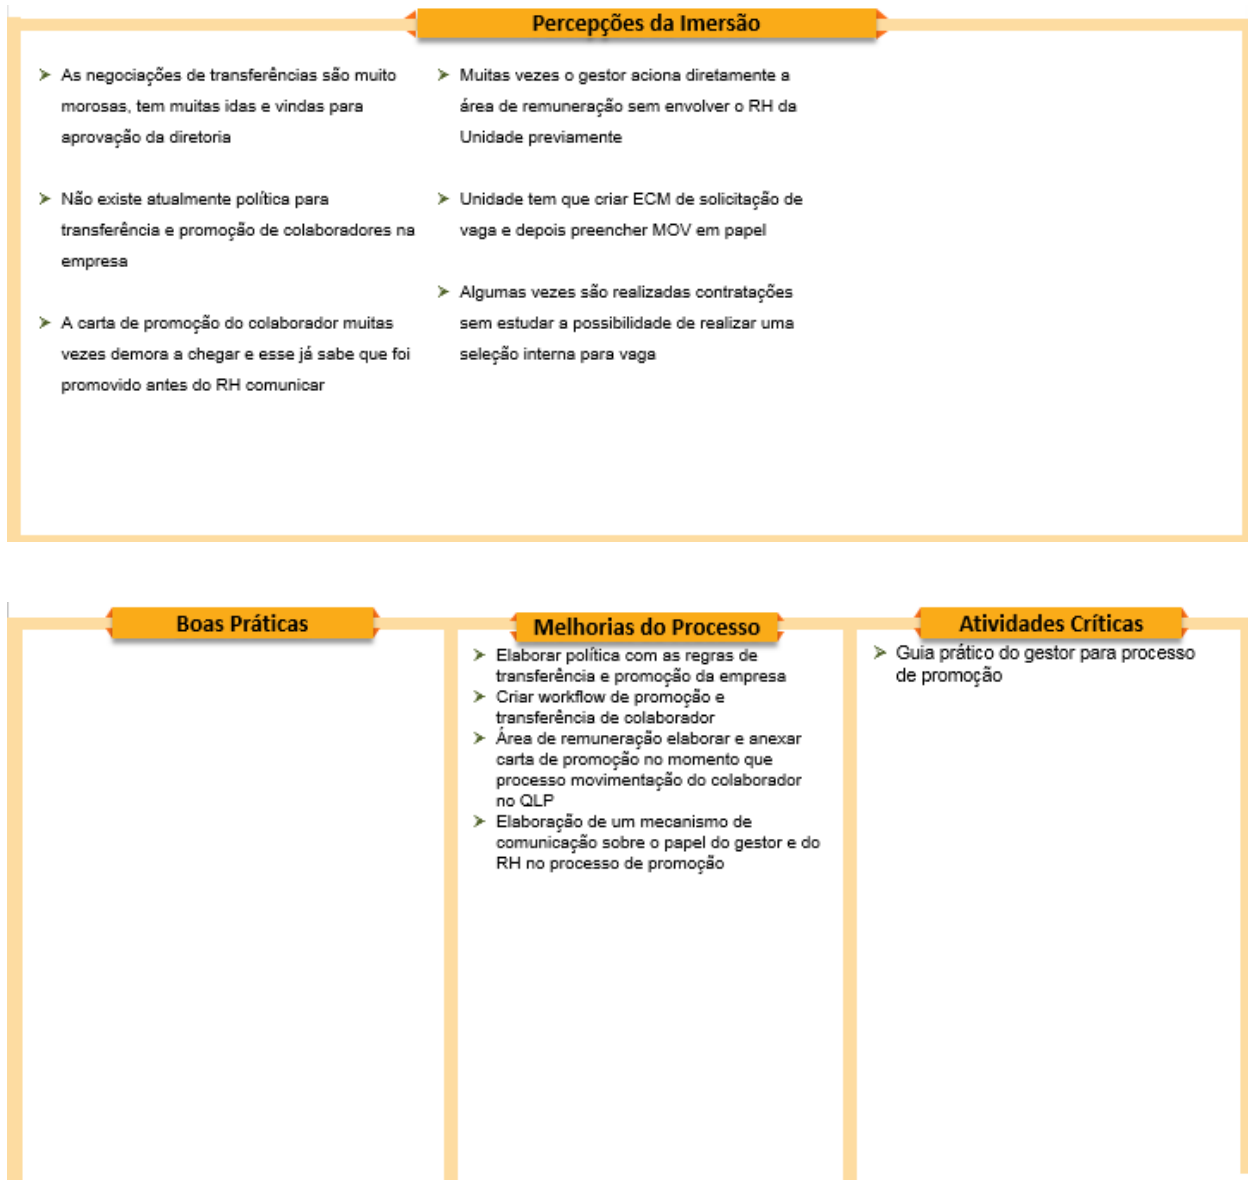 Percepções da Imersão
➤ As negociações de transferências são muito
morosas, tem muitas idas e vindas para
aprovação da diretoria
➤ Não existe atualmente política para
transferência e promoção de colaboradores na
empresa
➤ A carta de promoção do colaborador muitas
vezes demora a chegar e esse já sabe que foi
promovido antes do RH comunicar
➤ Muitas vezes o gestor aciona diretamente a
área de remuneração sem envolver o RH da
Unidade previamente
➤ Unidade tem que criar ECM de solicitação de
vaga e depois preencher MOV em papel
➤ Algumas vezes são realizadas contratações
sem estudar a possibilidade de realizar uma
seleção interna para vaga
Boas Práticas
Melhorias do Processo
➤ Elaborar política com as regras de
transferência e promoção da empresa
➤ Criar workflow de promoção e
transferência de colaborador
➤ Área de remuneração elaborar e anexar
carta de promoção no momento que
processo movimentação do colaborador
no QLP
➤ Elaboração de um mecanismo de
comunicação sobre o papel do gestor e do
RH no processo de promoção
Atividades Críticas
➤ Guia prático do gestor para processo
de promoção